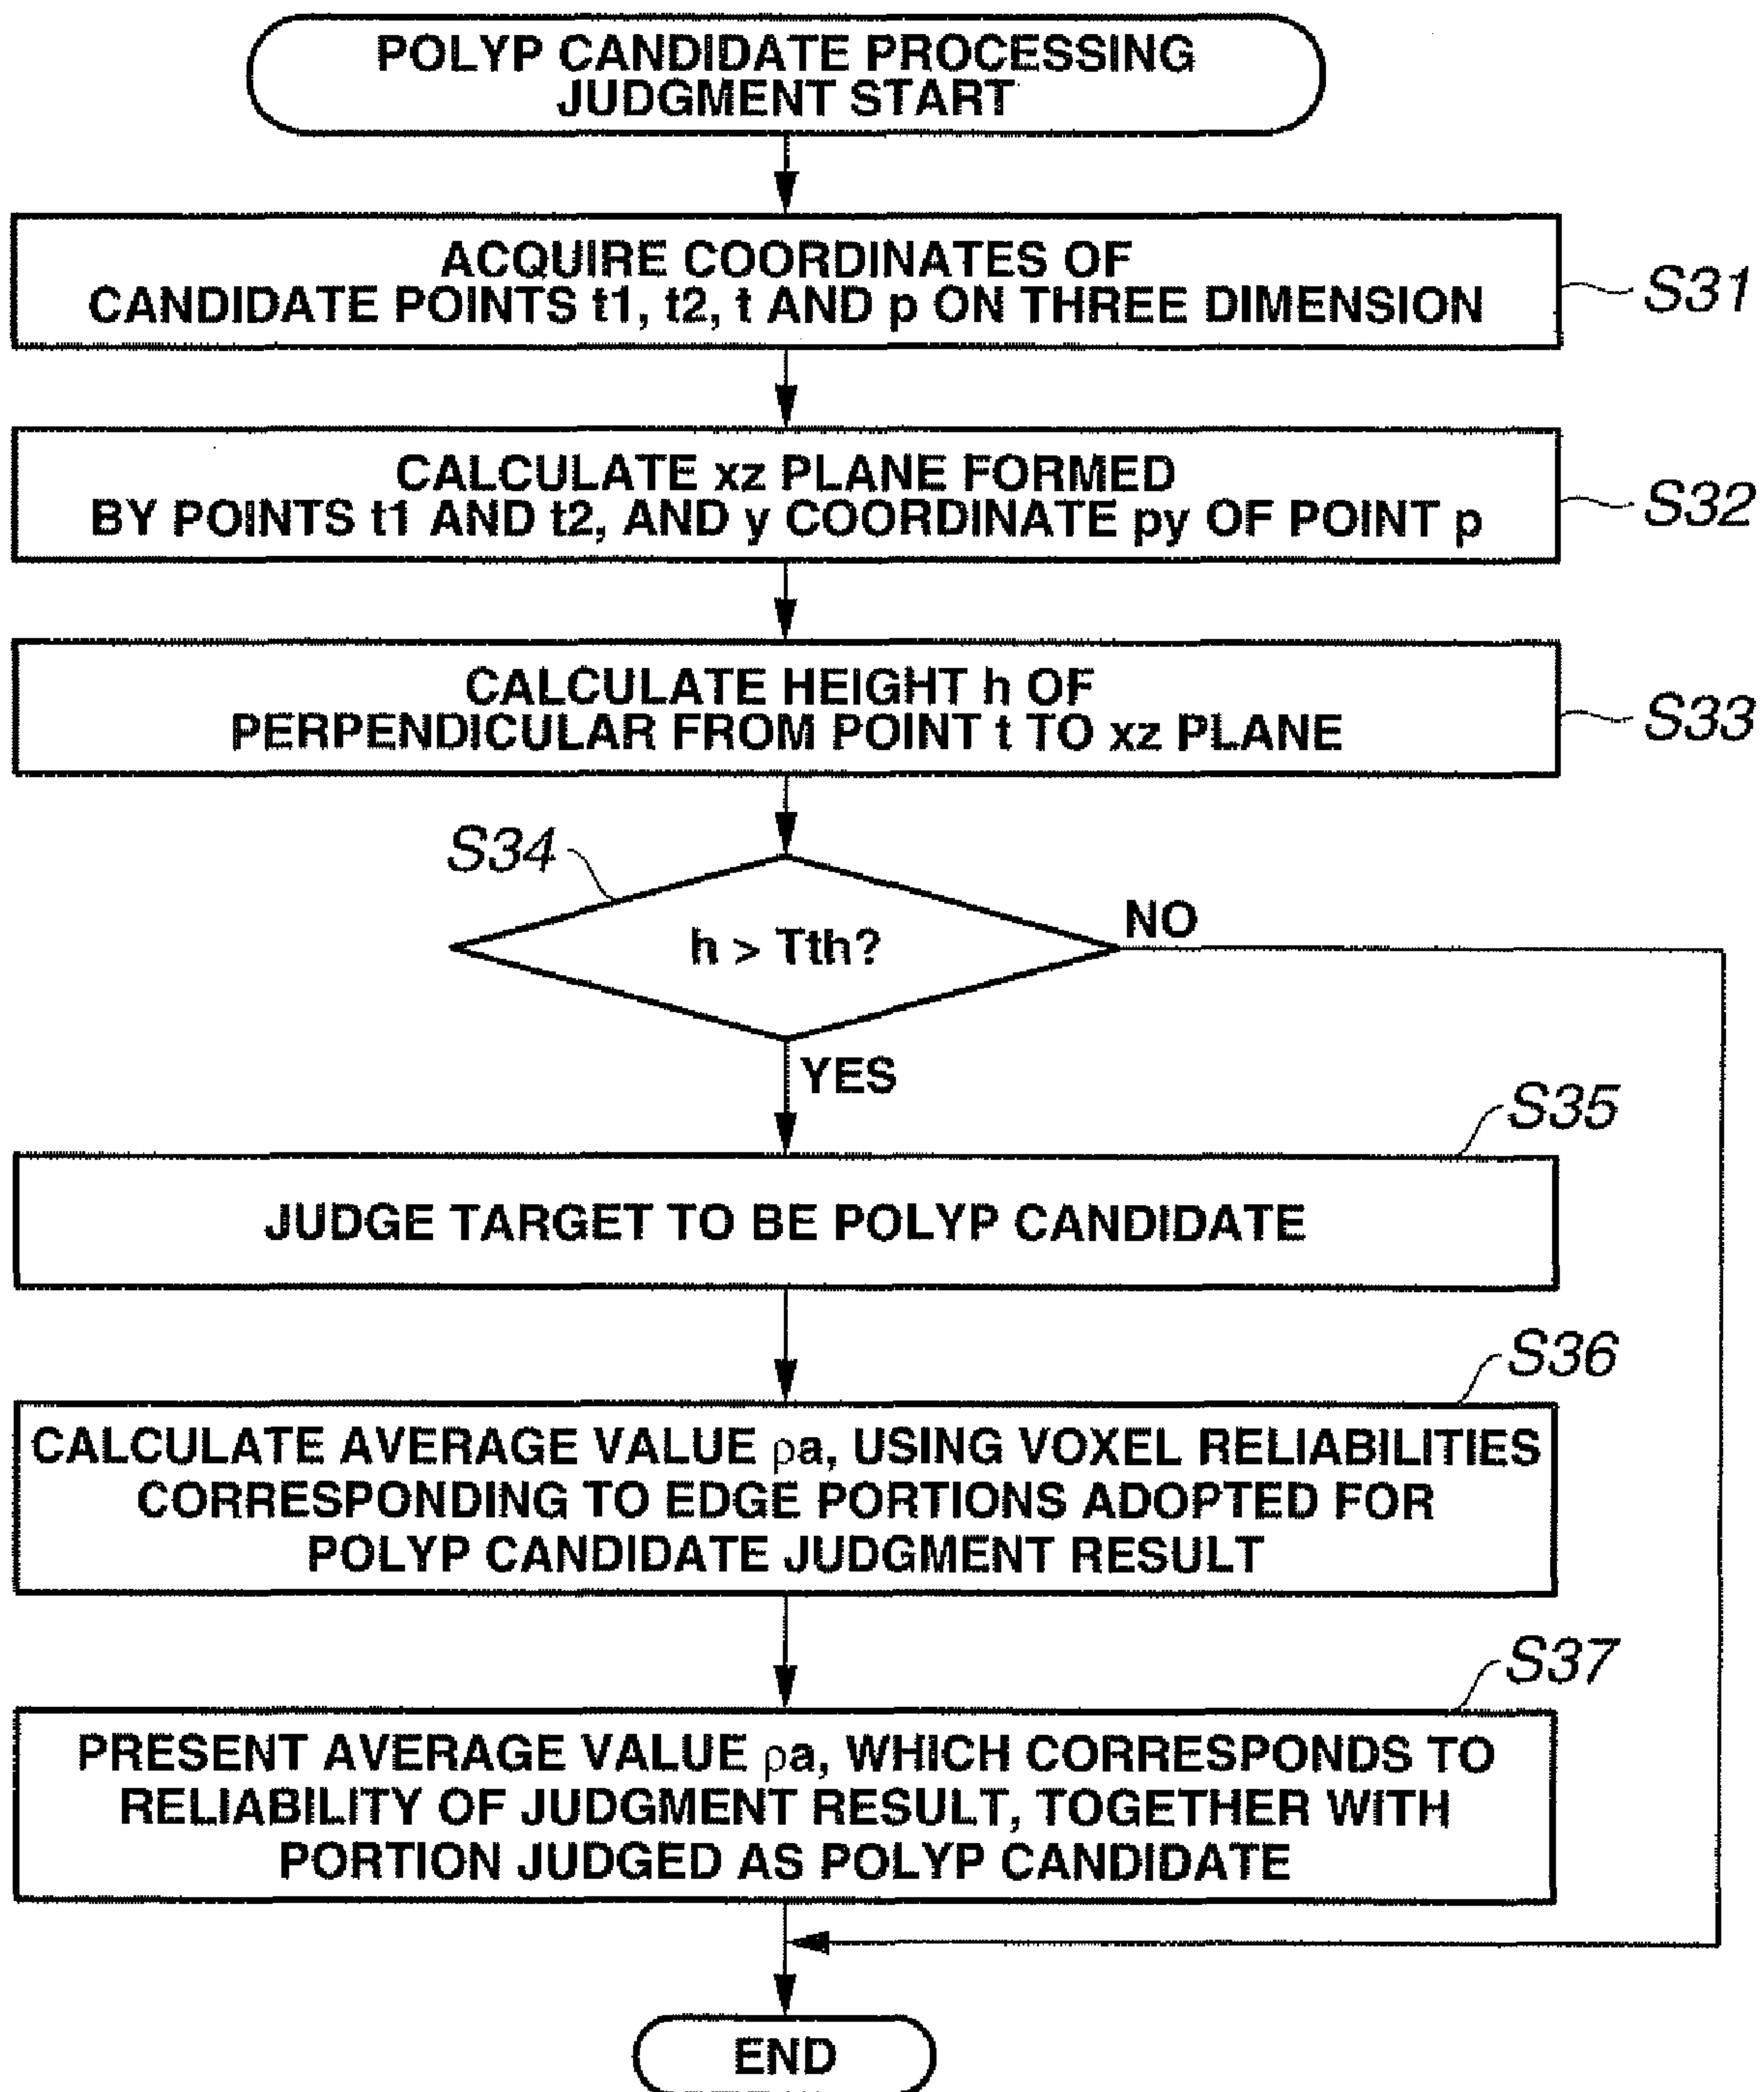 POLYP CANDIDATE PROCESSING
JUDGMENT START
ACQUIRE COORDINATES OF
CANDIDATE POINTS t1, t2, t AND p ON THREE DIMENSION
S31
CALCULATE xz PLANE FORMED
BY POINTS t1 AND t2, AND y COORDINATE py OF POINT p
S32
CALCULATE HEIGHT h OF
PERPENDICULAR FROM POINT t TO xz PLANE
S33
S34
h > Tth?
NO
YES
S35
JUDGE TARGET TO BE POLYP CANDIDATE
S36
CALCULATE AVERAGE VALUE ρa, USING VOXEL RELIABILITIES
CORRESPONDING TO EDGE PORTIONS ADOPTED FOR
POLYP CANDIDATE JUDGMENT RESULT
S37
PRESENT AVERAGE VALUE ρa, WHICH CORRESPONDS TO
RELIABILITY OF JUDGMENT RESULT, TOGETHER WITH
PORTION JUDGED AS POLYP CANDIDATE
END